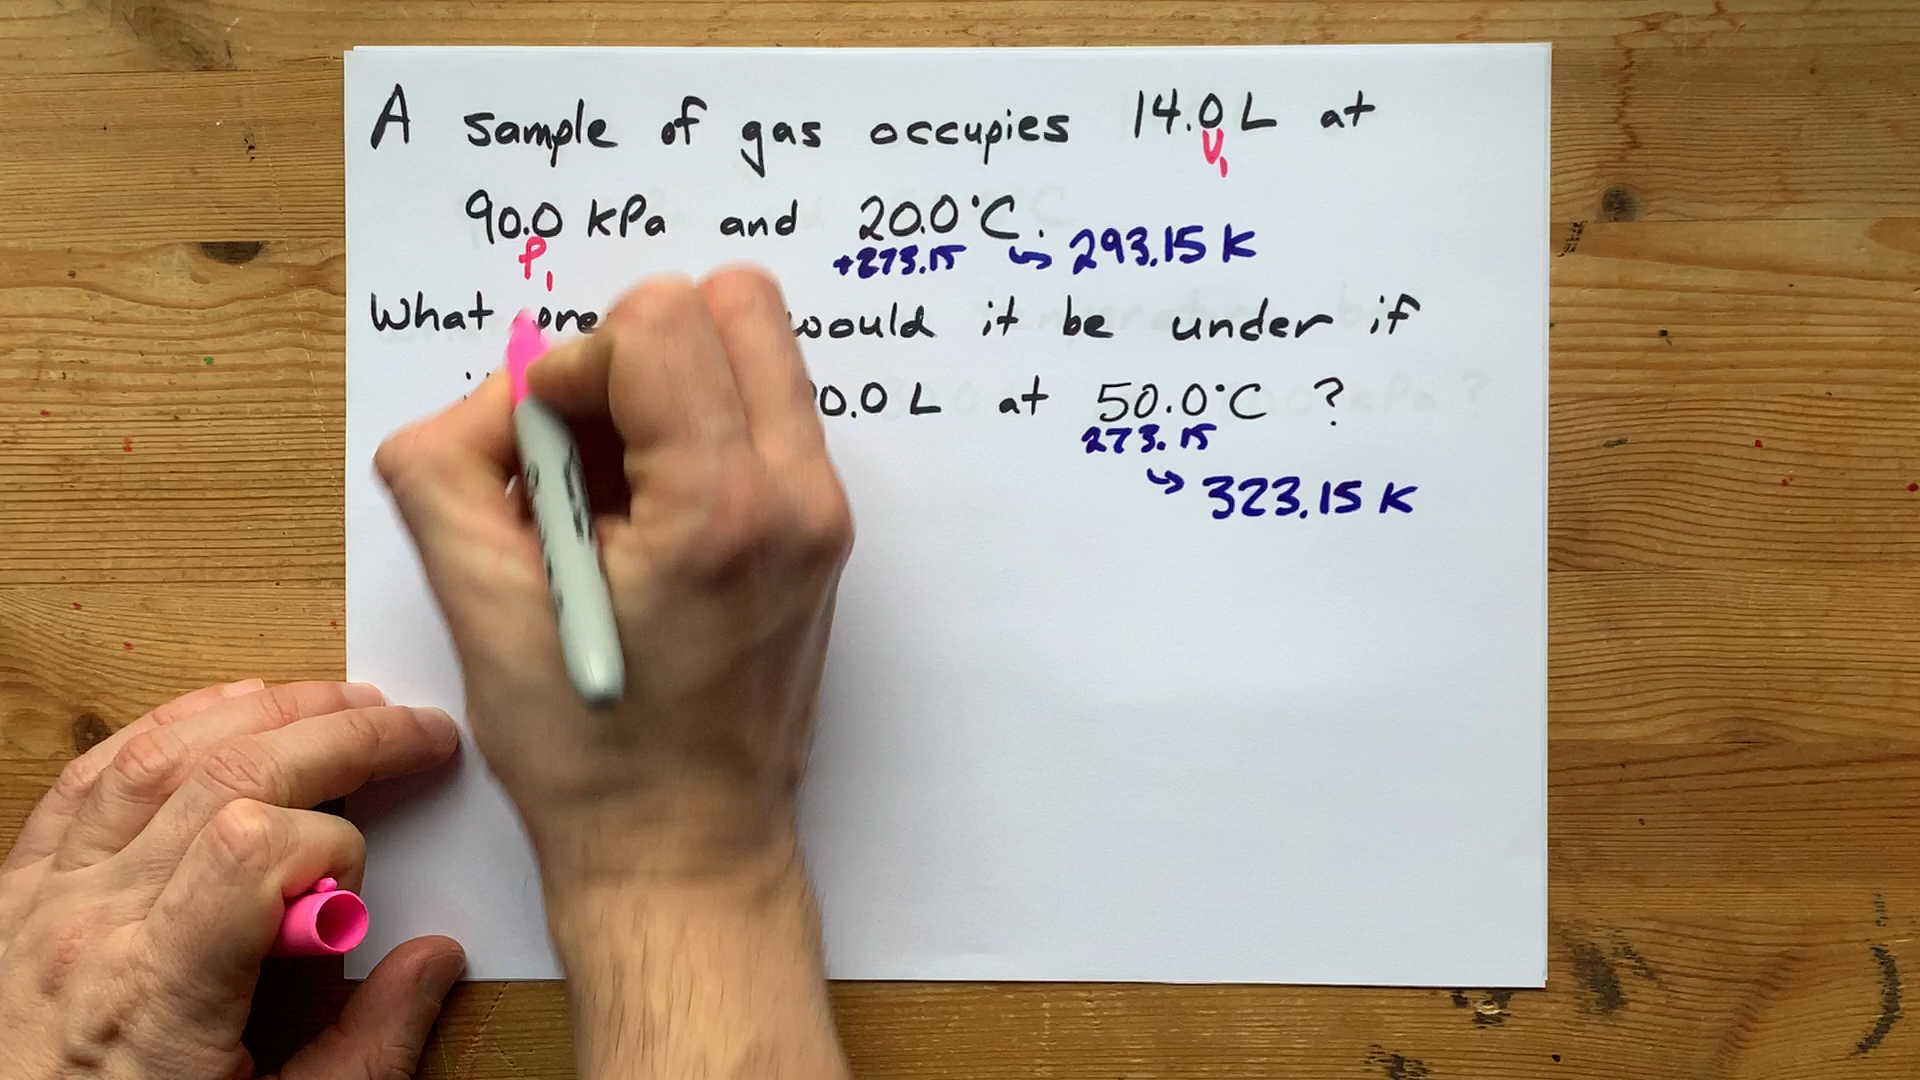 A sample of gas occupies 14.0 L at
V₁
90.0 kPa and 20.0°C.
P₁ +273.15 ↪ 293.15 K
What would it be under if
0.0 L at 50.0°C ?
273.15
↪ 323.15 K